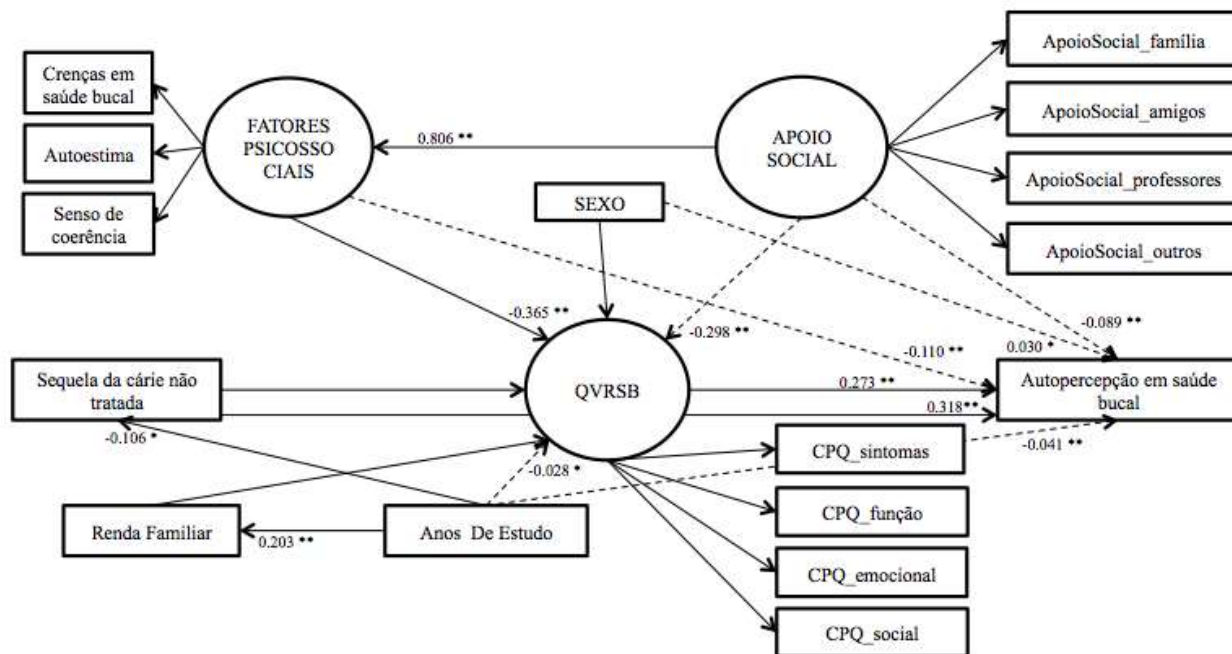 Crenças em
saúde bucal
Autoestima
Senso de
coerência
FATORES
PSICOSSO
CIAIS
0.806 **
APOIO
SOCIAL
ApoioSocial_família
ApoioSocial_amigos
ApoioSocial_professores
ApoioSocial_outros
SEXO
-0.365 **
-0.298 **
-0.089 **
-0.110 **
0.030 *
Sequela da cárie não
tratada
QVRSB
0.273 **
0.318**
Autopercepção em saúde
bucal
-0.106 *
-0.028 *
-0.041 **
Renda Familiar
0.203 **
Anos De Estudo
CPQ_sintomas
CPQ_função
CPQ_emocional
CPQ_social